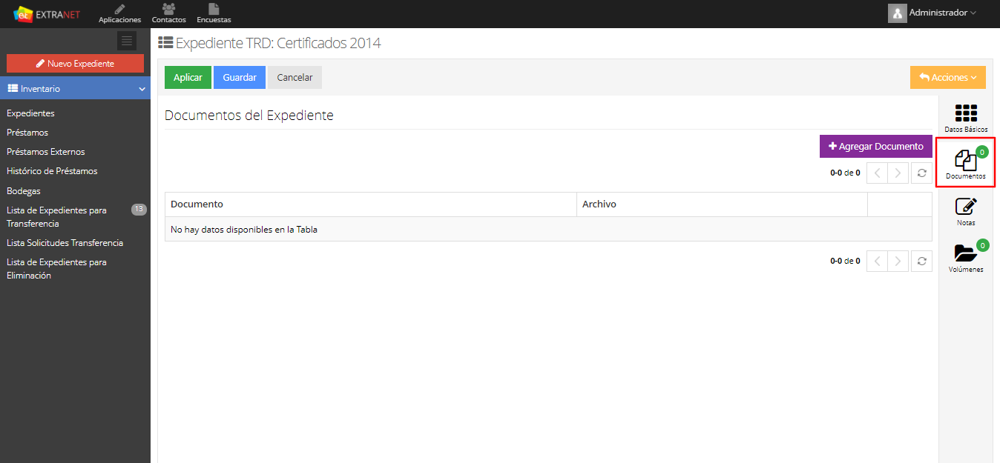 et EXTRANET
Aplicaciones
Contactos
Encuestas
Administrador
Nuevo Expediente
Inventario
Expedientes
Préstamos
Préstamos Externos
Histórico de Préstamos
Bodegas
Lista de Expedientes para
Transferencia
13
Lista Solicitudes Transferencia
Lista de Expedientes para
Eliminación
Expediente TRD: Certificados 2014
Aplicar
Guardar
Cancelar
Acciones
Documentos del Expediente
+ Agregar Documento
0-0 de 0
Documento
Archivo
No hay datos disponibles en la Tabla
0-0 de 0
Datos Básicos
0
Documentos
Notas
0
Volúmenes